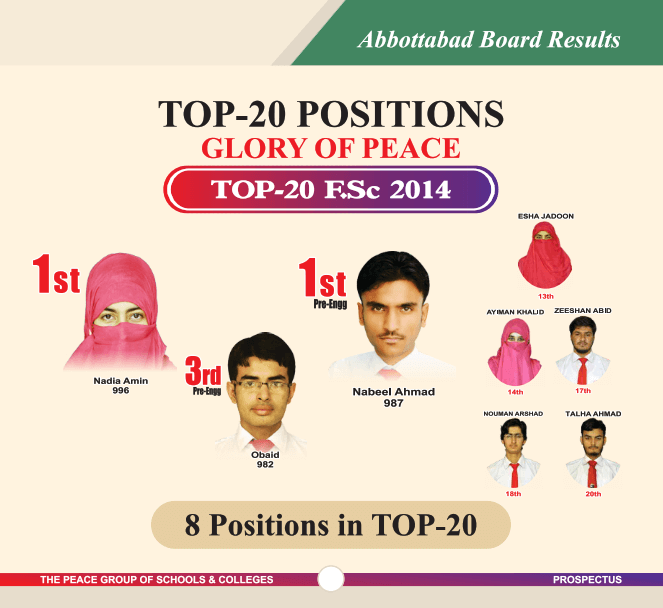 Abbottabad Board Results
TOP-20 POSITIONS
GLORY OF PEACE
TOP-20 F.Sc 2014
1st
Nadia Amin
996
3rd
Pre-Engg
Obaid
982
1st
Pre-Engg
Nabeel Ahmad
987
ESHA JADOON
13th
AYIMAN KHALID
14th
ZEESHAN ABID
17th
NOUMAN ARSHAD
18th
TALHA AHMAD
20th
8 Positions in TOP-20
THE PEACE GROUP OF SCHOOLS & COLLEGES
PROSPECTUS